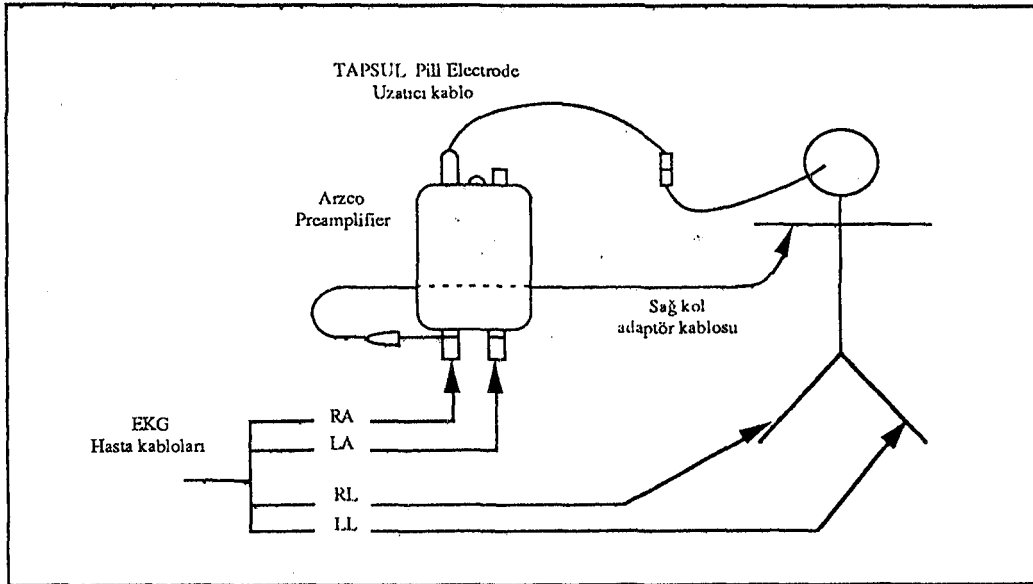 TAPSUL Pill Electrode
Uzatıcı kablo
Arzco
Preamplifier
Sağ kol
adaptör kablosu
EKG
Hasta kabloları
RA
LA
RL
LL